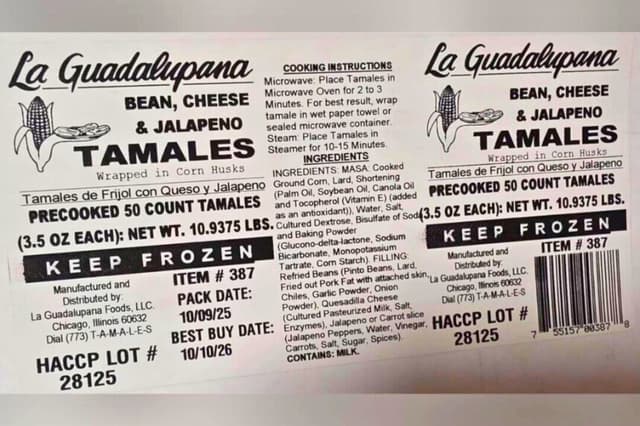 La Guadalupana
BEAN, CHEESE
& JALAPENO
TAMALES
Wrapped in Corn Husks
Tamales de Frijol con Queso y Jalapeno
PRECOOKED 50 COUNT TAMALES
(3.5 OZ EACH): NET WT. 10.9375 LBS.
KEEP FROZEN
Manufactured and
Distributed by:
La Guadalupana Foods, LLC.
Chicago, Illinois 60632
Dial (773) T-A-M-A-L-E-S
HACCP LOT #
28125
ITEM # 387
PACK DATE:
10/09/25
BEST BUY DATE:
10/10/26
COOKING INSTRUCTIONS
Microwave: Place Tamales in
Microwave Oven for 2 to 3
Minutes. For best result, wrap
tamale in wet paper towel or
sealed microwave container.
Steam: Place Tamales in
Steamer for 10-15 Minutes.
INGREDIENTS
INGREDIENTS: MASA: Cooked
Ground Corn, Lard, Shortening
(Palm Oil, Soybean Oil, Canola Oil
and Tocopherol (Vitamin E) (added
as an antioxidant)), Water, Salt,
Cultured Dextrose, Bisulfate of Soda
and Baking Powder
(Glucono-delta-lactone, Sodium
Bicarbonate, Monopotassium
Tartrate, Corn Starch). FILLING:
Refried Beans (Pinto Beans, Lard,
Fried out Pork Fat with attached skin,
Chiles, Garlic Powder, Onion
Powder), Quesadilla Cheese
(Cultured Pasteurized Milk, Salt,
Enzymes), Jalapeno or Carrot slice
(Jalapeno Peppers, Water, Vinegar,
Carrots, Salt, Sugar, Spices).
CONTAINS: MILK.
La Guadalupana
BEAN, CHEESE
& JALAPENO
TAMALES
Wrapped in Corn Husks
Tamales de Frijol con Queso y Jalapeno
PRECOOKED 50 COUNT TAMALES
(3.5 OZ EACH): NET WT. 10.9375 LBS.
KEEP FROZEN
Manufactured and
Distributed by:
La Guadalupana Foods, LLC.
Chicago, Illinois 60632
Dial (773) T-A-M-A-L-E-S
HACCP LOT #
28125
ITEM # 387
7 55157 00387 8